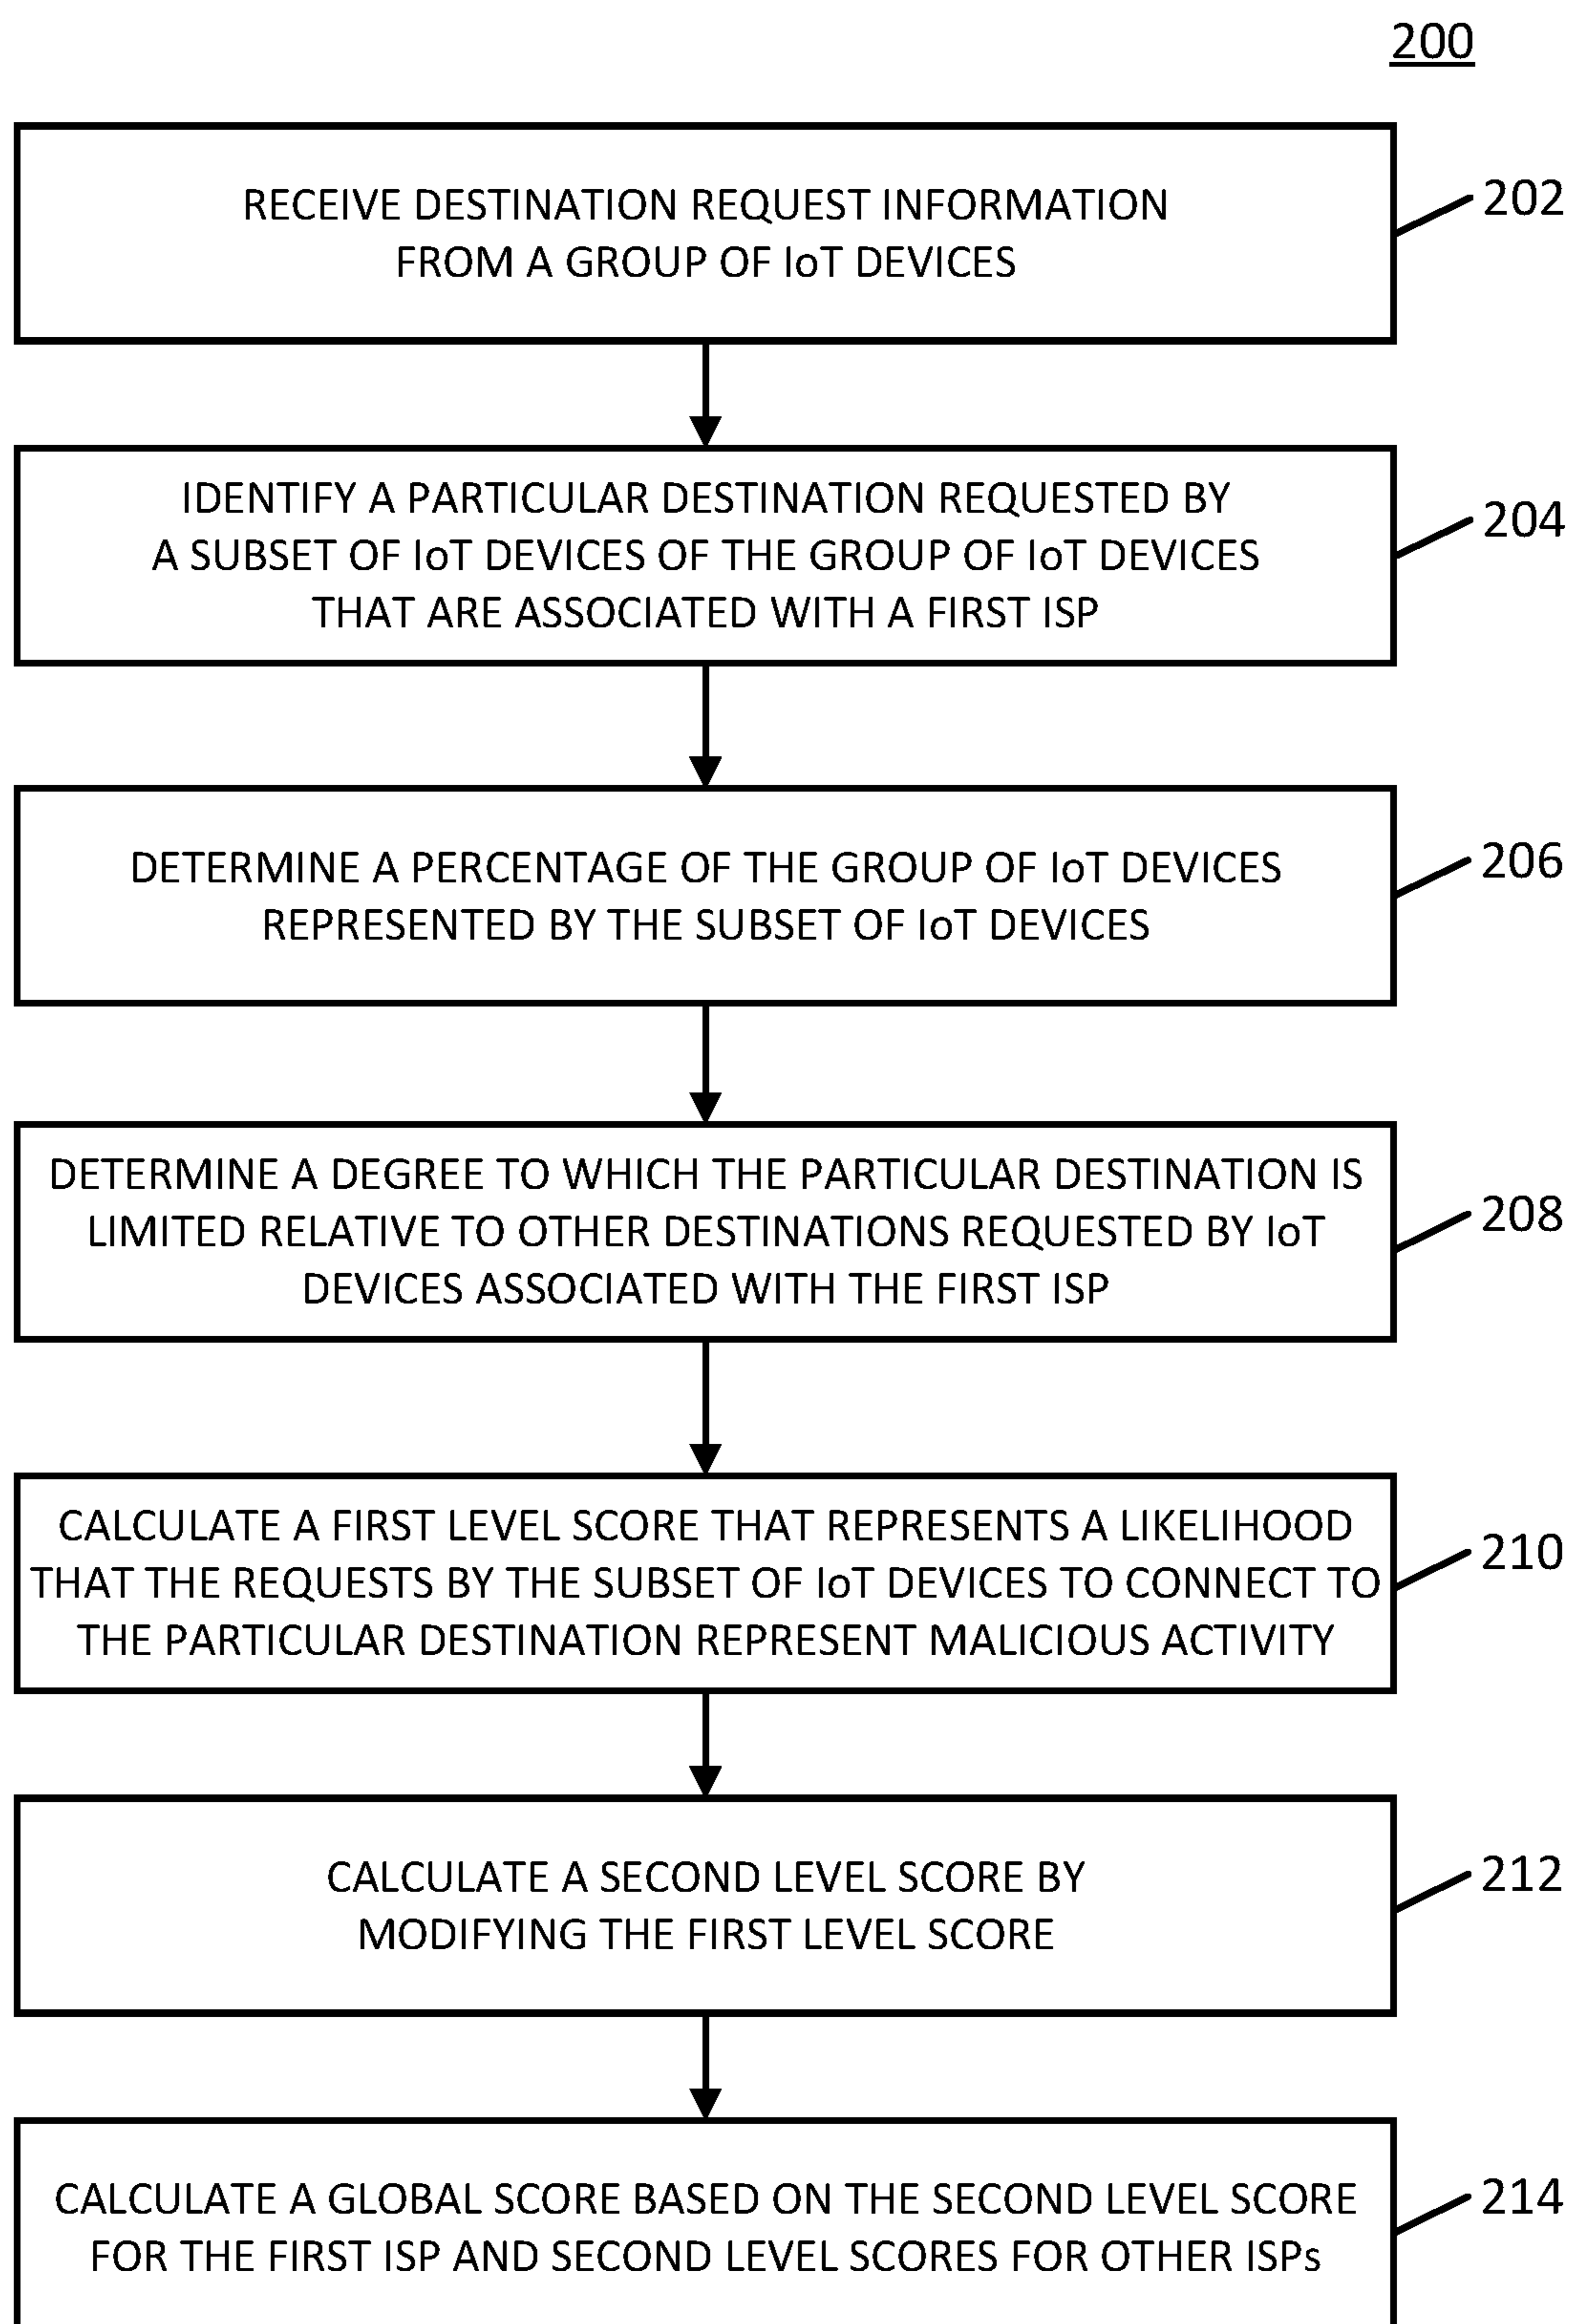 200
RECEIVE DESTINATION REQUEST INFORMATION
FROM A GROUP OF IoT DEVICES
202
IDENTIFY A PARTICULAR DESTINATION REQUESTED BY
A SUBSET OF IoT DEVICES OF THE GROUP OF IoT DEVICES
THAT ARE ASSOCIATED WITH A FIRST ISP
204
DETERMINE A PERCENTAGE OF THE GROUP OF IoT DEVICES
REPRESENTED BY THE SUBSET OF IoT DEVICES
206
DETERMINE A DEGREE TO WHICH THE PARTICULAR DESTINATION IS
LIMITED RELATIVE TO OTHER DESTINATIONS REQUESTED BY IoT
DEVICES ASSOCIATED WITH THE FIRST ISP
208
CALCULATE A FIRST LEVEL SCORE THAT REPRESENTS A LIKELIHOOD
THAT THE REQUESTS BY THE SUBSET OF IoT DEVICES TO CONNECT TO
THE PARTICULAR DESTINATION REPRESENT MALICIOUS ACTIVITY
210
CALCULATE A SECOND LEVEL SCORE BY
MODIFYING THE FIRST LEVEL SCORE
212
CALCULATE A GLOBAL SCORE BASED ON THE SECOND LEVEL SCORE
FOR THE FIRST ISP AND SECOND LEVEL SCORES FOR OTHER ISPs
214